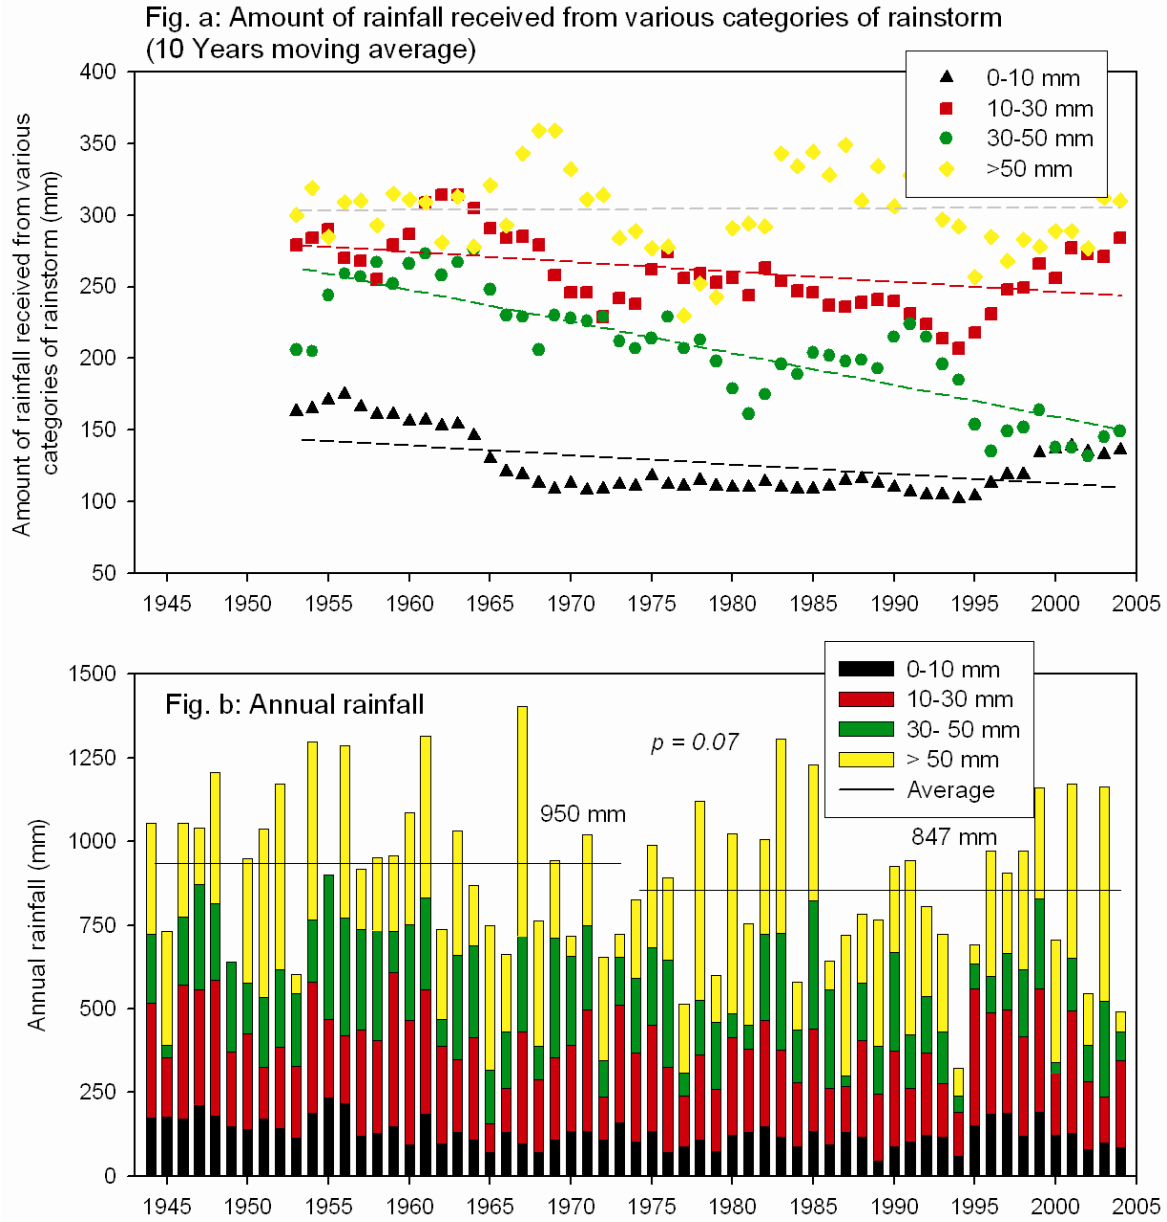 Fig. a: Amount of rainfall received from various categories of rainstorm
(10 Years moving average)
Amount of rainfall received from various
categories of rainstorm (mm)
400
350
300
250
200
150
100
50
0-10 mm
10-30 mm
30-50 mm
>50 mm
1945 1950 1955 1960 1965 1970 1975 1980 1985 1990 1995 2000 2005
Fig. b: Annual rainfall
Annual rainfall (mm)
1500
1250
1000
750
500
250
0
p = 0.07
950 mm
847 mm
0-10 mm
10-30 mm
30- 50 mm
> 50 mm
Average
1945 1950 1955 1960 1965 1970 1975 1980 1985 1990 1995 2000 2005